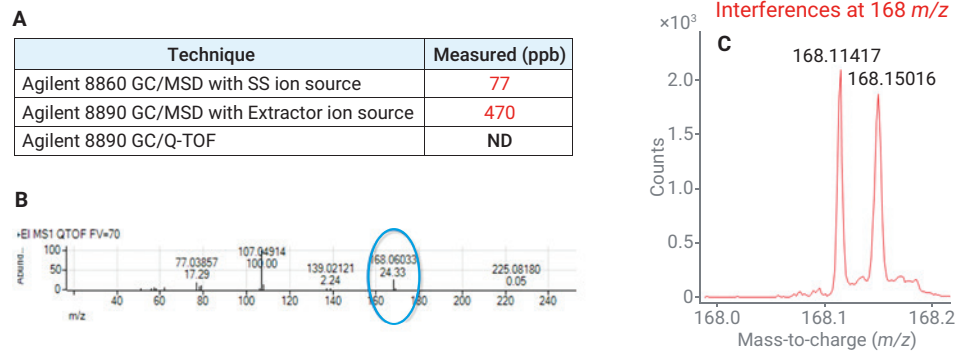 A
Technique Measured (ppb)
Agilent 8860 GC/MSD with SS ion source 77
Agilent 8890 GC/MSD with Extractor ion source 470
Agilent 8890 GC/Q-TOF ND
B
+EI MS1 QTOF FV=70
Abund...
100
50
0
77.03857
17.29
107.04914
100.00
139.02121
2.24
168.06033
24.33
225.08180
0.05
40 60 80 100 120 140 160 180 200 220 240
m/z
Interferences at 168 m/z
×10³
C
168.11417
168.15016
2.0
1.5
1.0
0.5
0
Counts
168.0 168.1 168.2
Mass-to-charge (m/z)